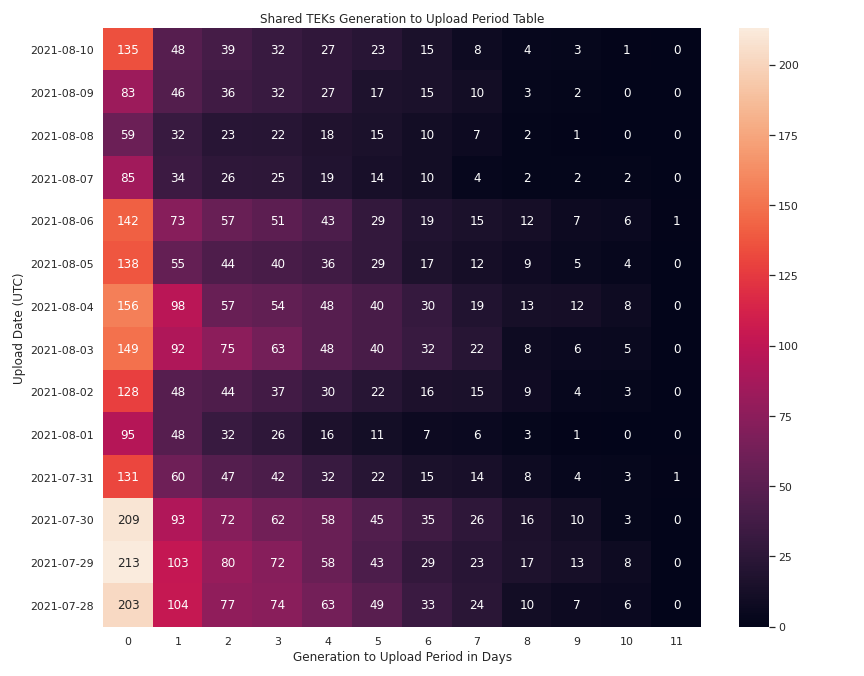 Shared TEKs Generation to Upload Period Table
Upload Date (UTC)
2021-08-10 135 48 39 32 27 23 15 8 4 3 1 0
2021-08-09 83 46 36 32 27 17 15 10 3 2 0 0
2021-08-08 59 32 23 22 18 15 10 7 2 1 0 0
2021-08-07 85 34 26 25 19 14 10 4 2 2 2 0
2021-08-06 142 73 57 51 43 29 19 15 12 7 6 1
2021-08-05 138 55 44 40 36 29 17 12 9 5 4 0
2021-08-04 156 98 57 54 48 40 30 19 13 12 8 0
2021-08-03 149 92 75 63 48 40 32 22 8 6 5 0
2021-08-02 128 48 44 37 30 22 16 15 9 4 3 0
2021-08-01 95 48 32 26 16 11 7 6 3 1 0 0
2021-07-31 131 60 47 42 32 22 15 14 8 4 3 1
2021-07-30 209 93 72 62 58 45 35 26 16 10 3 0
2021-07-29 213 103 80 72 58 43 29 23 17 13 8 0
2021-07-28 203 104 77 74 63 49 33 24 10 7 6 0
0 1 2 3 4 5 6 7 8 9 10 11
Generation to Upload Period in Days
200
175
150
125
100
75
50
25
0